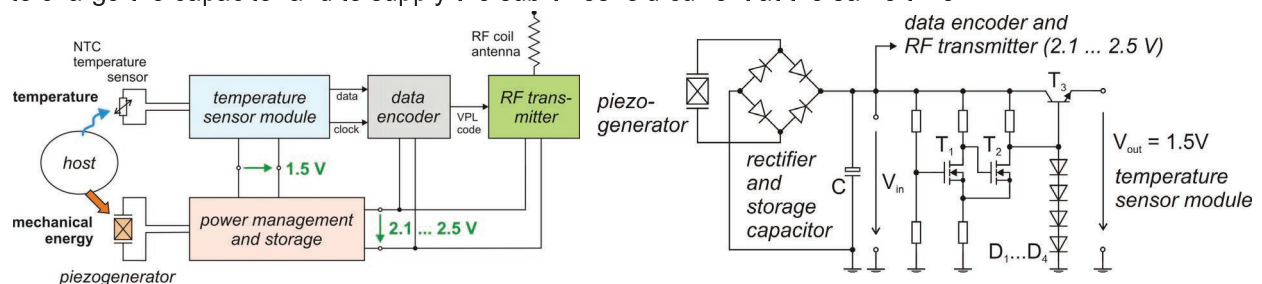 NTC
temperature
sensor
temperature
host
mechanical
energy
piezogenerator
temperature
sensor module
data
clock
data
encoder
VPL
code
RF coil
antenna
RF trans-
mitter
1.5 V
power management
and storage
2.1 ... 2.5 V
piezo-
generator
rectifier
and
storage
capacitor
C
Vin
data encoder and
RF transmitter (2.1 ... 2.5 V)
T1
T2
T3
D1...D4
Vout = 1.5V
temperature
sensor module